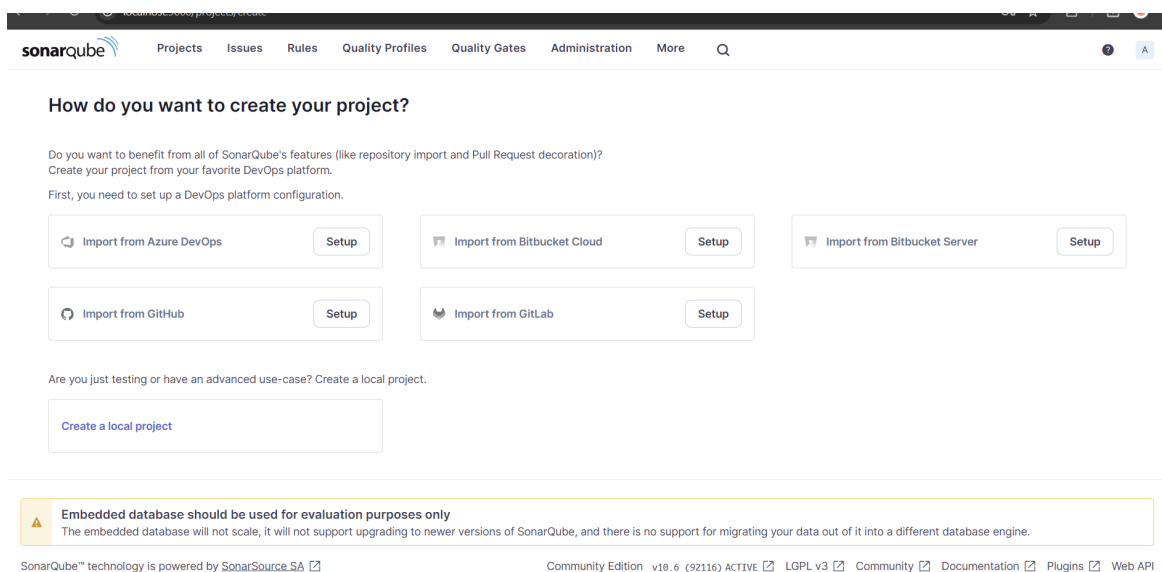 sonarqube Projects Issues Rules Quality Profiles Quality Gates Administration More ? A
How do you want to create your project?
Do you want to benefit from all of SonarQube's features (like repository import and Pull Request decoration)?
Create your project from your favorite DevOps platform.
First, you need to set up a DevOps platform configuration.
Import from Azure DevOps Setup Import from Bitbucket Cloud Setup Import from Bitbucket Server Setup
Import from GitHub Setup Import from GitLab Setup
Are you just testing or have an advanced use-case? Create a local project.
Create a local project
Embedded database should be used for evaluation purposes only
The embedded database will not scale, it will not support upgrading to newer versions of SonarQube, and there is no support for migrating your data out of it into a different database engine.
SonarQube™ technology is powered by SonarSource SA Community Edition v10.6 (92116) ACTIVE LGPL v3 Community Documentation Plugins Web API